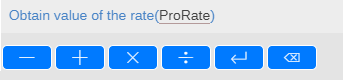 Obtain value of the rate(ProRate)
— + × ÷ ↵ ⌫